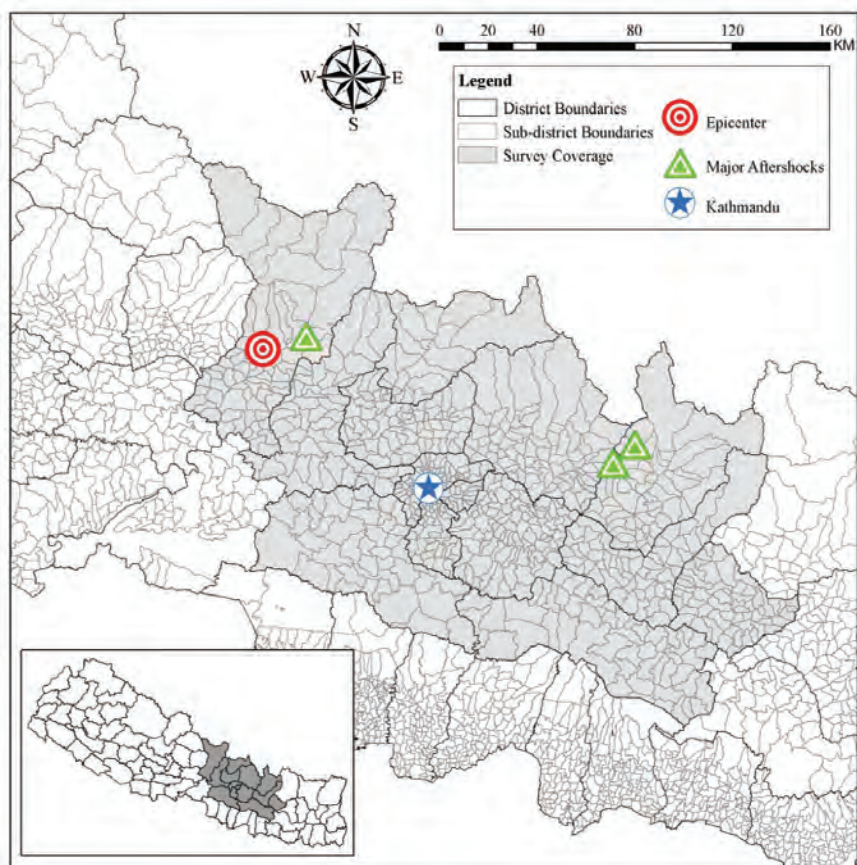 N
W E
S
0 20 40 80 120 160
KM
Legend
District Boundaries
Sub-district Boundaries
Survey Coverage
Epicenter
Major Aftershocks
Kathmandu